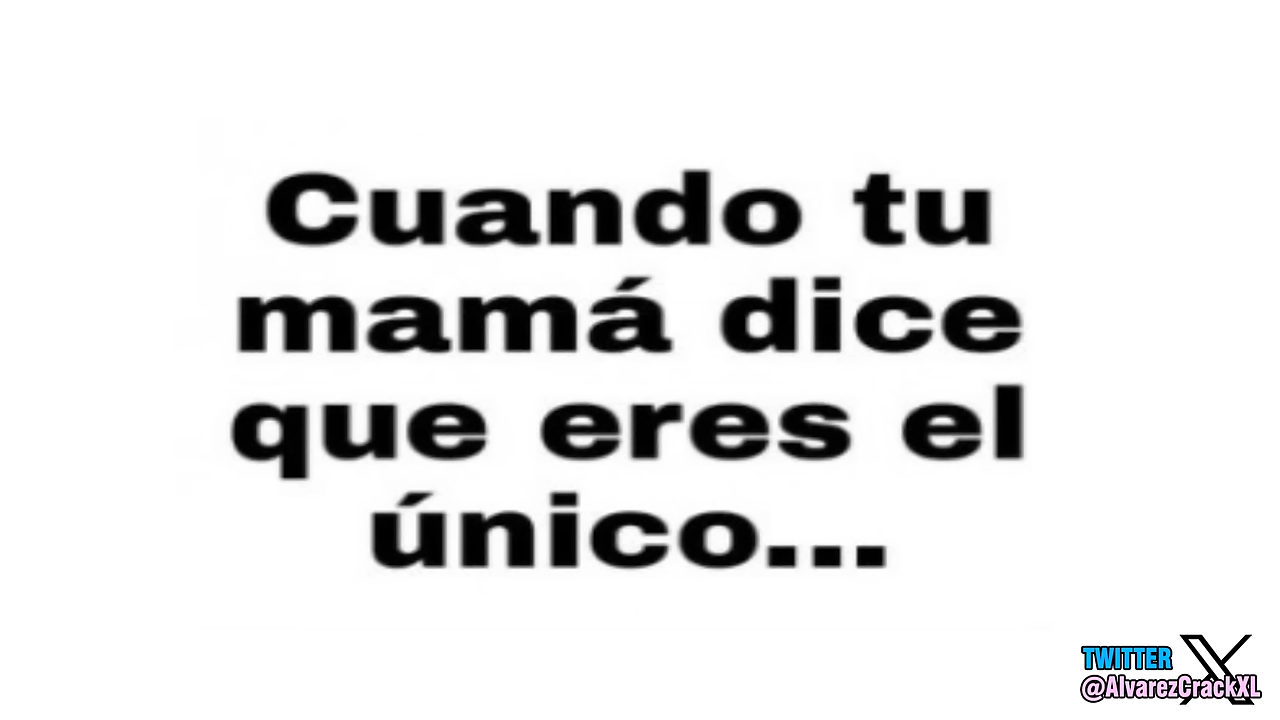 Cuando tu
mamá dice
que eres el
único...
TWITTER X
@AlvarezCrackXL